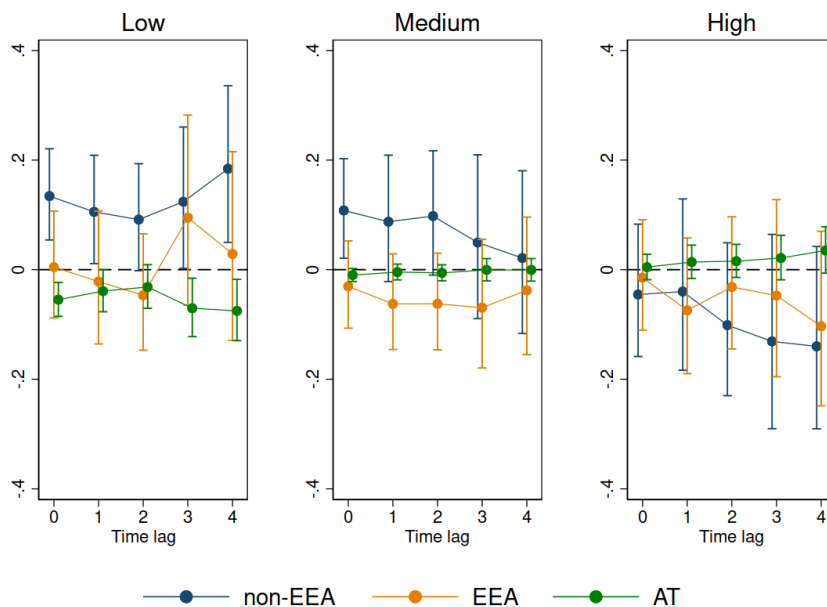 Low Medium High
.4 .4 .4
.2 .2 .2
0 0 0
-.2 -.2 -.2
-.4 -.4 -.4
0 1 2 3 4 0 1 2 3 4 0 1 2 3 4
Time lag Time lag Time lag
non-EEA EEA AT